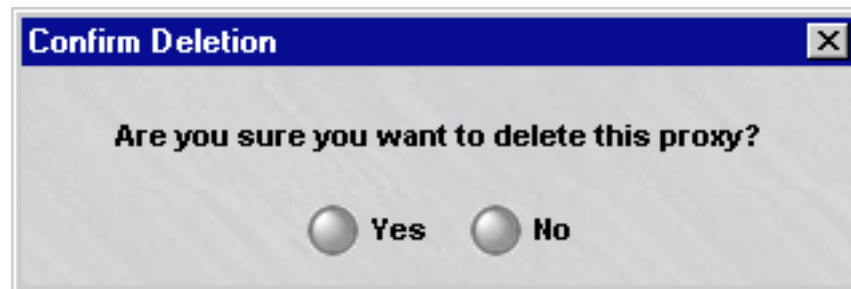 Confirm Deletion
Are you sure you want to delete this proxy?
Yes No